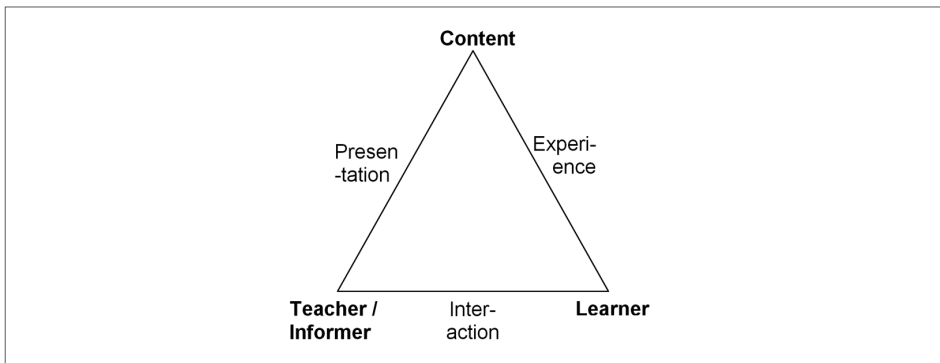 Content
Presen
-tation
Experi-
ence
Teacher /
Informer
Inter-
action
Learner